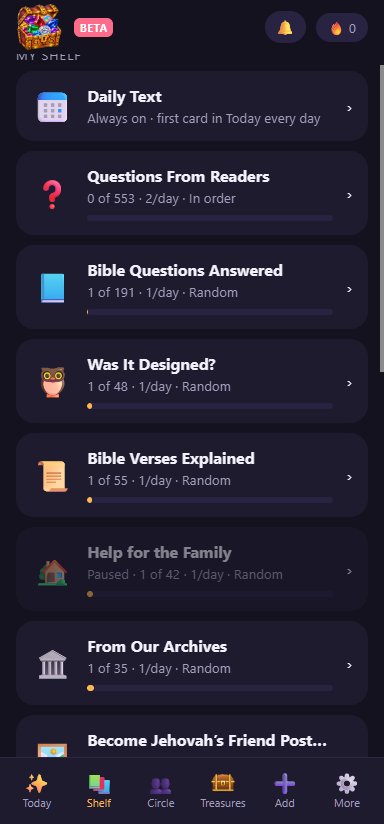 BETA
0
MY SHELF
Daily Text
Always on · first card in Today every day
Questions From Readers
0 of 553 · 2/day · In order
Bible Questions Answered
1 of 191 · 1/day · Random
Was It Designed?
1 of 48 · 1/day · Random
Bible Verses Explained
1 of 55 · 1/day · Random
Help for the Family
Paused · 1 of 42 · 1/day · Random
From Our Archives
1 of 35 · 1/day · Random
Become Jehovah’s Friend Post…
Today
Shelf
Circle
Treasures
Add
More